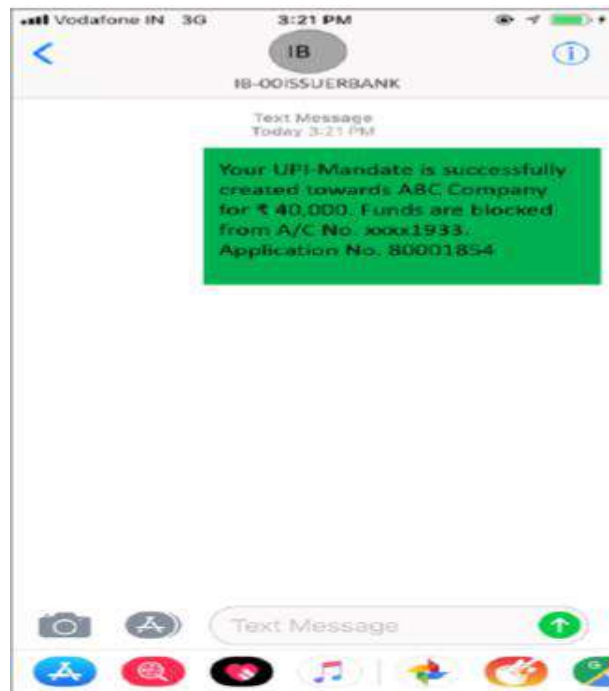 Vodafone IN 3G 3:21 PM
IB
IB-00ISSUERBANK
Text Message
Today 3:21 PM
Your UPI-Mandate is successfully
created towards ABC Company
for ₹ 40,000. Funds are blocked
from A/C No. xxxx1933.
Application No. 80001854
Text Message